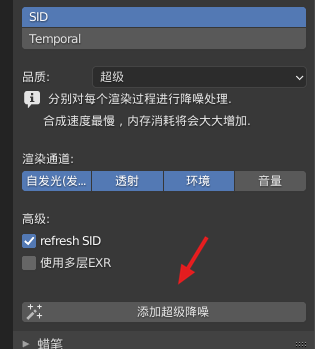 SID
Temporal
品质: 超级
分别对每个渲染过程进行降噪处理.
合成速度最慢，内存消耗将会大大增加.
渲染通道:
自发光(发... 透射 环境 音量
高级:
refresh SID
使用多层EXR
添加超级降噪
蜡笔